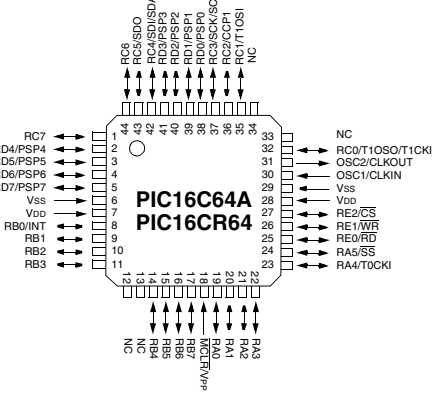 RC6
RC5/SDO
RC4/SDI/SDA
RD3/PSP3
RD2/PSP2
RD1/PSP1
RD0/PSP0
RC3/SCK/SC
RC2/CCP1
RC1/T1OSI
NC
44 43 42 41 40 39 38 37 36 35 34
RC7 1
RD4/PSP4 2
RD5/PSP5 3
RD6/PSP6 4
RD7/PSP7 5
VSS 6
VDD 7
RB0/INT 8
RB1 9
RB2 10
RB3 11
PIC16C64A
PIC16CR64
33 NC
32 RC0/T1OSO/T1CKI
31 OSC2/CLKOUT
30 OSC1/CLKIN
29 VSS
28 VDD
27 RE2/CS
26 RE1/WR
25 RE0/RD
24 RA5/SS
23 RA4/T0CKI
12 13 14 15 16 17 18 19 20 21 22
NC
NC
RB4
RB5
RB6
RB7
MCLR/VPP
RA0
RA1
RA2
RA3